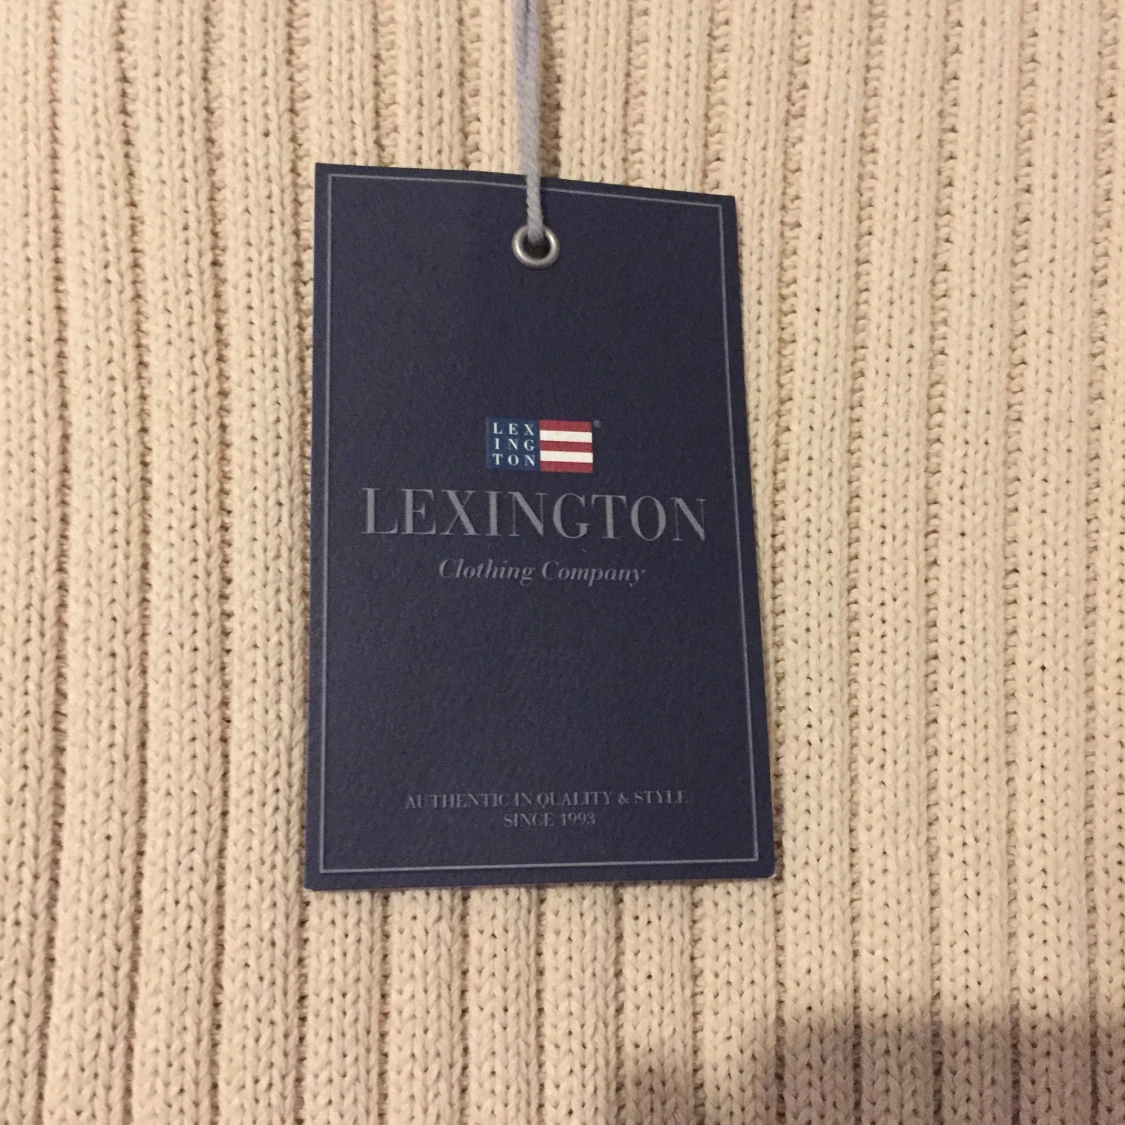 LEX
ING
TON
®
LEXINGTON
Clothing Company
AUTHENTIC IN QUALITY & STYLE
SINCE 1993